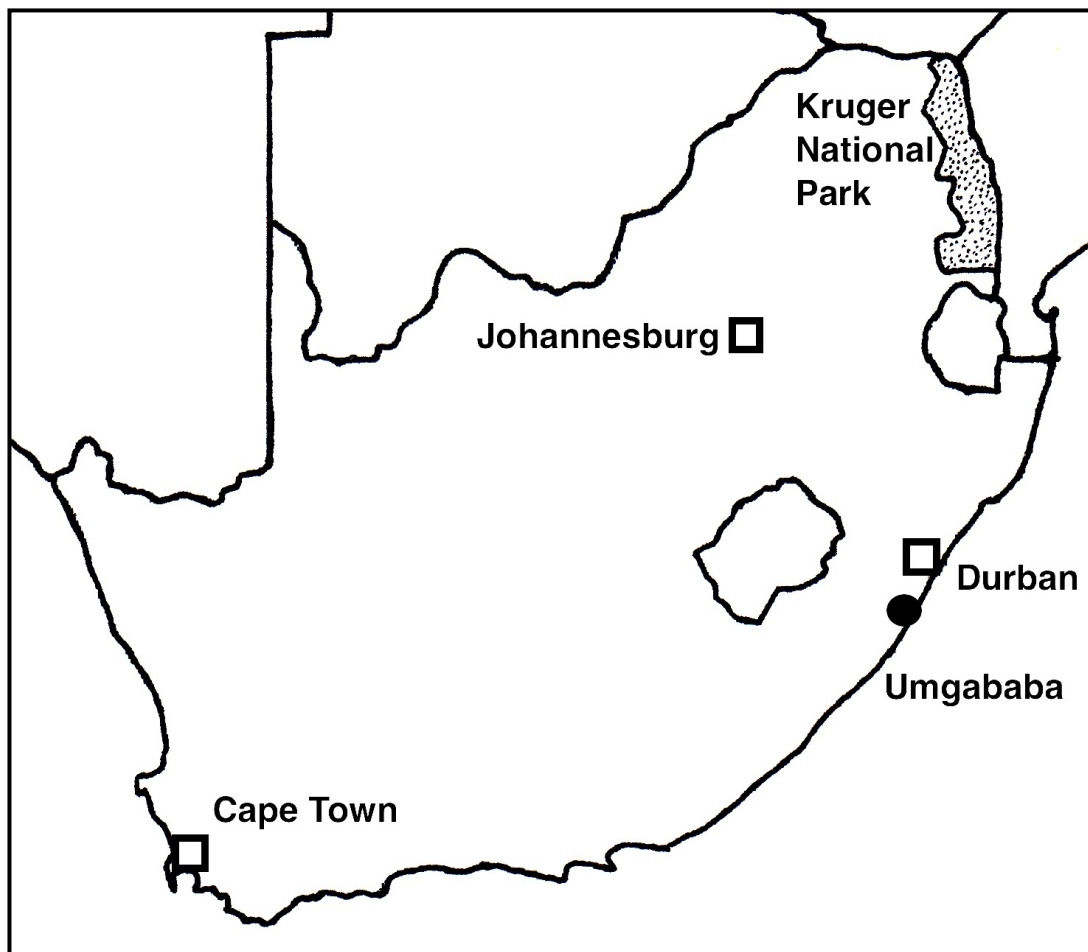 Kruger
National
Park
Johannesburg
Durban
Umgababa
Cape Town